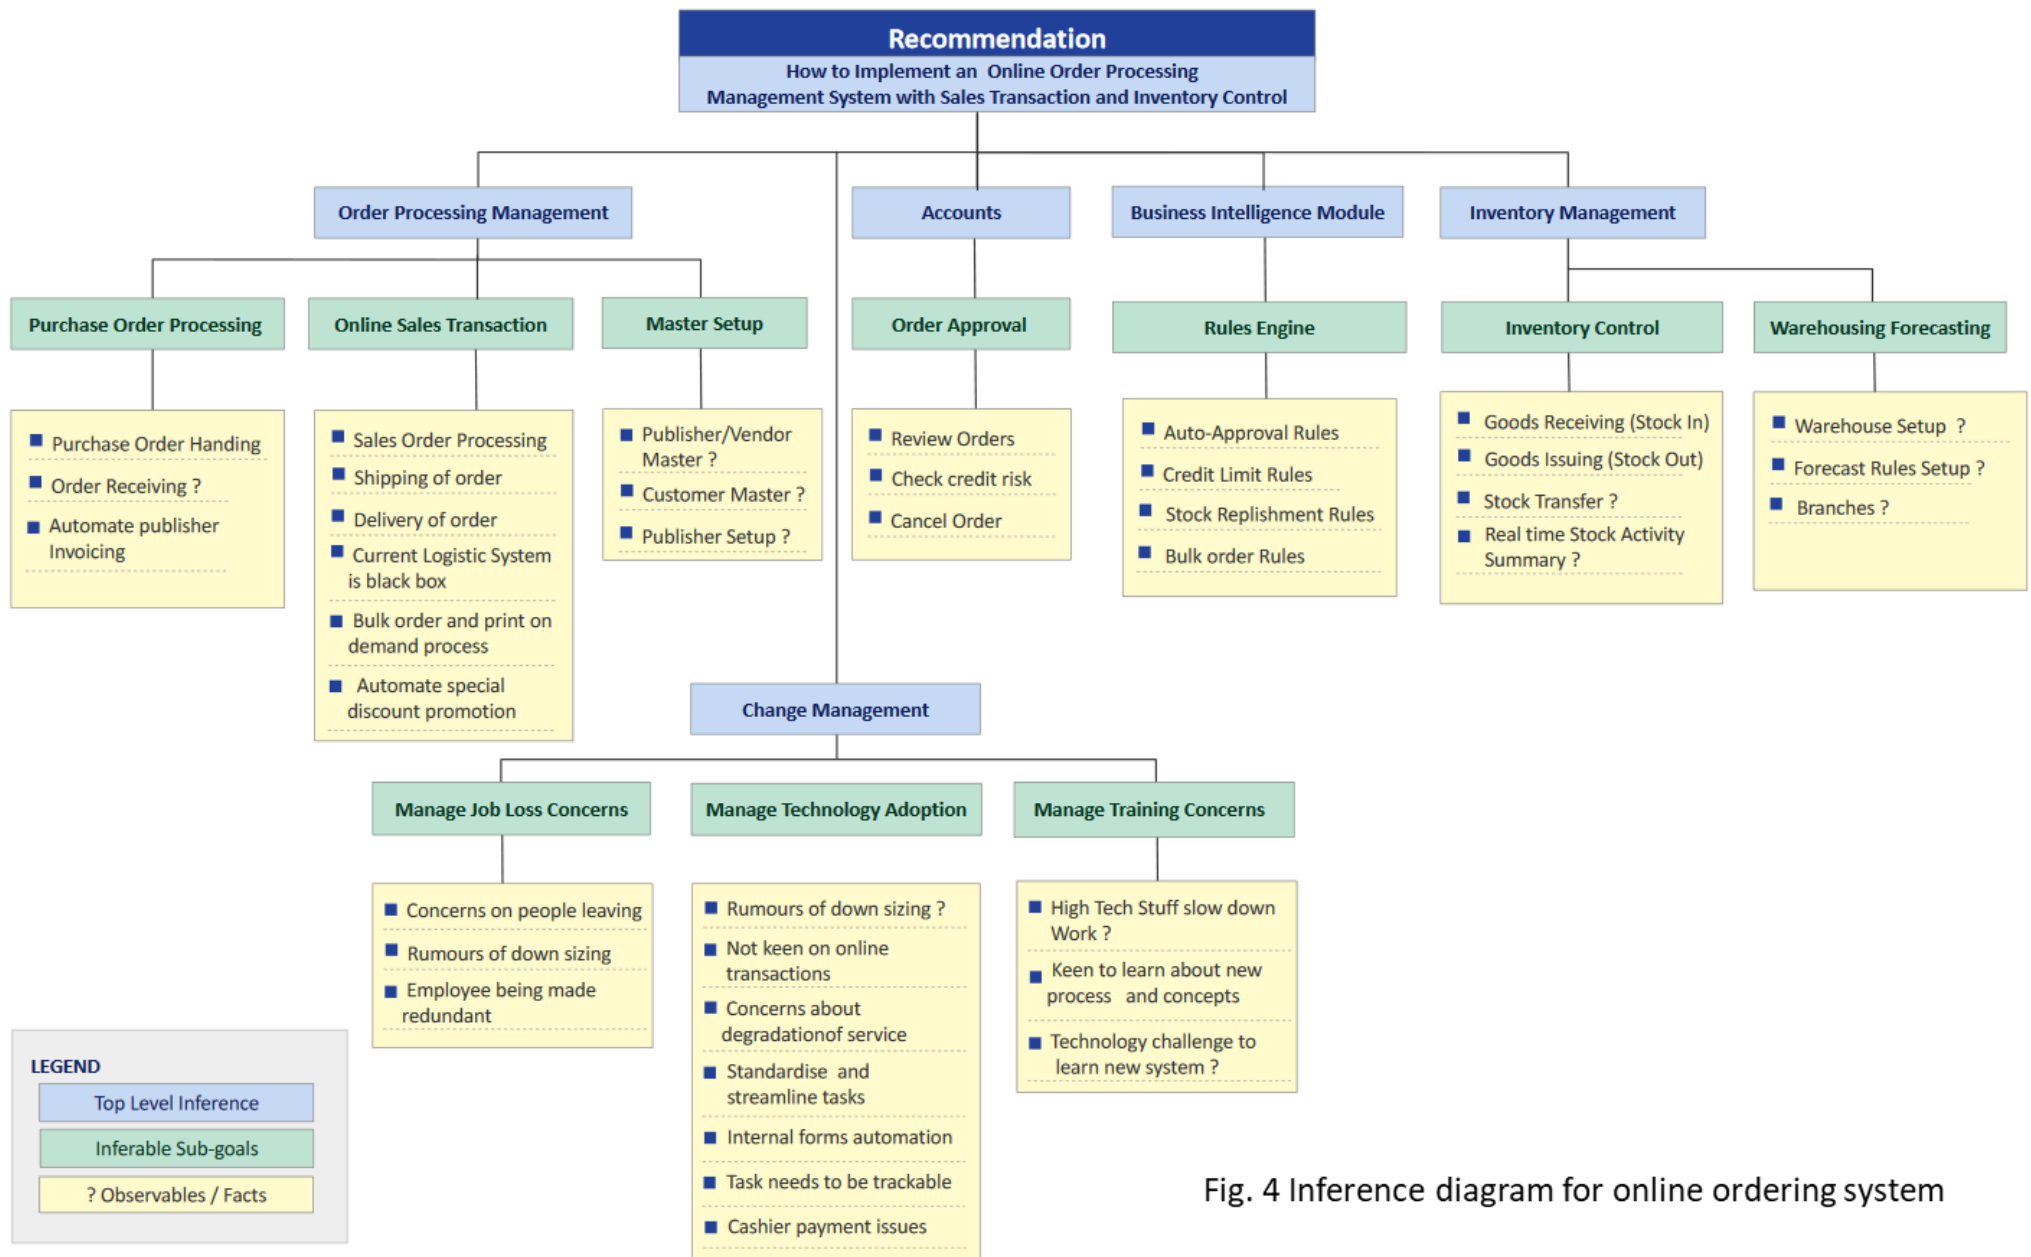 Recommendation
How to Implement an Online Order Processing
Management System with Sales Transaction and Inventory Control
Order Processing Management
Accounts
Business Intelligence Module
Inventory Management
Purchase Order Processing
Online Sales Transaction
Master Setup
Order Approval
Rules Engine
Inventory Control
Warehousing Forecasting
Purchase Order Handing
Order Receiving ?
Automate publisher
Invoicing
Sales Order Processing
Shipping of order
Delivery of order
Current Logistic System
is black box
Bulk order and print on
demand process
Automate special
discount promotion
Publisher/Vendor
Master ?
Customer Master ?
Publisher Setup ?
Review Orders
Check credit risk
Cancel Order
Auto-Approval Rules
Credit Limit Rules
Stock Replishment Rules
Bulk order Rules
Goods Receiving (Stock In)
Goods Issuing (Stock Out)
Stock Transfer ?
Real time Stock Activity
Summary ?
Warehouse Setup ?
Forecast Rules Setup ?
Branches ?
Change Management
Manage Job Loss Concerns
Manage Technology Adoption
Manage Training Concerns
Concerns on people leaving
Rumours of down sizing
Employee being made
redundant
Rumours of down sizing ?
Not keen on online
transactions
Concerns about
degradationof service
Standardise and
streamline tasks
Internal forms automation
Task needs to be trackable
Cashier payment issues
High Tech Stuff slow down
Work ?
Keen to learn about new
process and concepts
Technology challenge to
learn new system ?
LEGEND
Top Level Inference
Inferable Sub-goals
? Observables / Facts
Fig. 4 Inference diagram for online ordering system